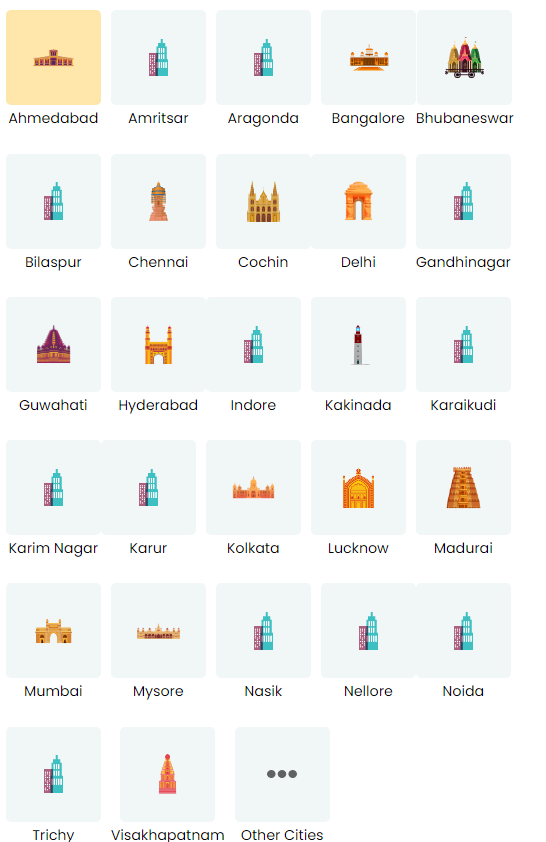 Ahmedabad Amritsar Aragonda Bangalore Bhubaneswar
Bilaspur Chennai Cochin Delhi Gandhinagar
Guwahati Hyderabad Indore Kakinada Karaikudi
Karim Nagar Karur Kolkata Lucknow Madurai
Mumbai Mysore Nasik Nellore Noida
Trichy Visakhapatnam Other Cities